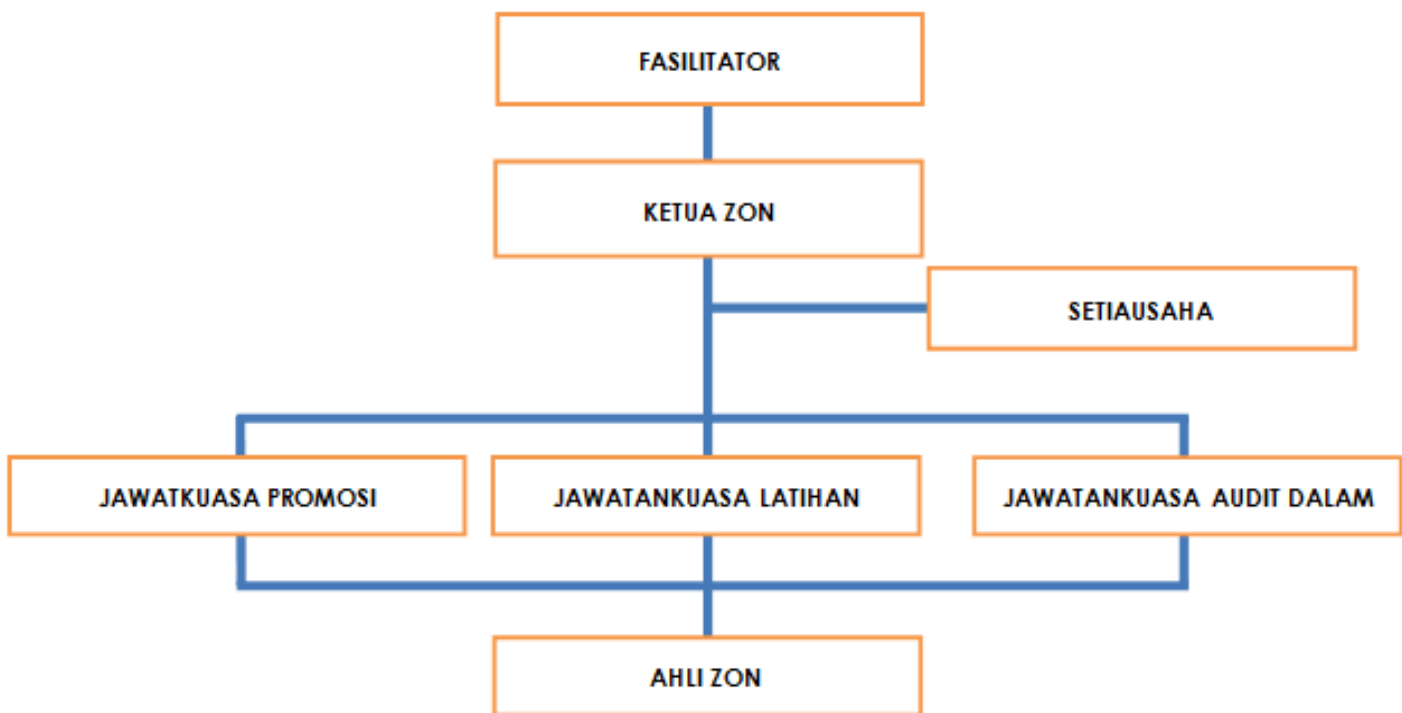 FASILITATOR
KETUA ZON
SETIAUSAHA
JAWATKUASA PROMOSI
JAWATANKUASA LATIHAN
JAWATANKUASA AUDIT DALAM
AHLI ZON